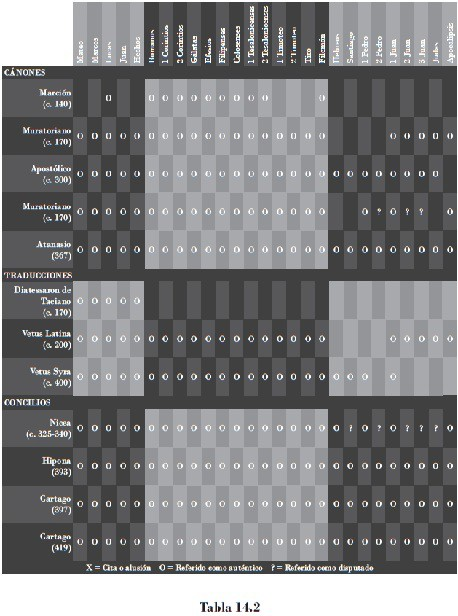 Mateo Marcos Lucas Juan Hechos Romanos 1 Corintios 2 Corintios Gálatas Efesios Filipenses Colosenses 1 Tesalonicenses 2 Tesalonicenses 1 Timoteo 2 Timoteo Tito Filemón Hebreos Santiago 1 Pedro 2 Pedro 1 Juan 2 Juan 3 Juan Judas Apocalipsis
CÁNONES
Marción O O O O O O O O O O O
(c. 140)
Muratoriano O O O O O O O O O O O O O O O O O O O O O O O
(c. 170)
Apostólico O O O O O O O O O O O O O O O O O O O O O O O O O O
(c. 300)
Muratoriano O O O O O O O O O O O O O O O O O O O ? O ? ? O
(c. 170)
Atanasio O O O O O O O O O O O O O O O O O O O O O O O O O O O
(367)
TRADUCCIONES
Diatessaron de
Taciano O O O O O
(c. 170)
Vetus Latina O O O O O O O O O O O O O O O O O O O O O O O
(c. 200)
Vetus Syra O O O O O O O O O O O O O O O O O O O O O O
(c. 400)
CONCILIOS
Nicea O O O O O O O O O O O O O O O O O O O ? O ? O ? ? ? O
(c. 325-340)
Hipona O O O O O O O O O O O O O O O O O O O O O O O O O O O
(393)
Cartago O O O O O O O O O O O O O O O O O O O O O O O O O O O
(397)
Cartago O O O O O O O O O O O O O O O O O O O O O O O O O O O
(419)
X = Cita o alusión O = Referido como auténtico ? = Referido como disputado
Tabla 14.2